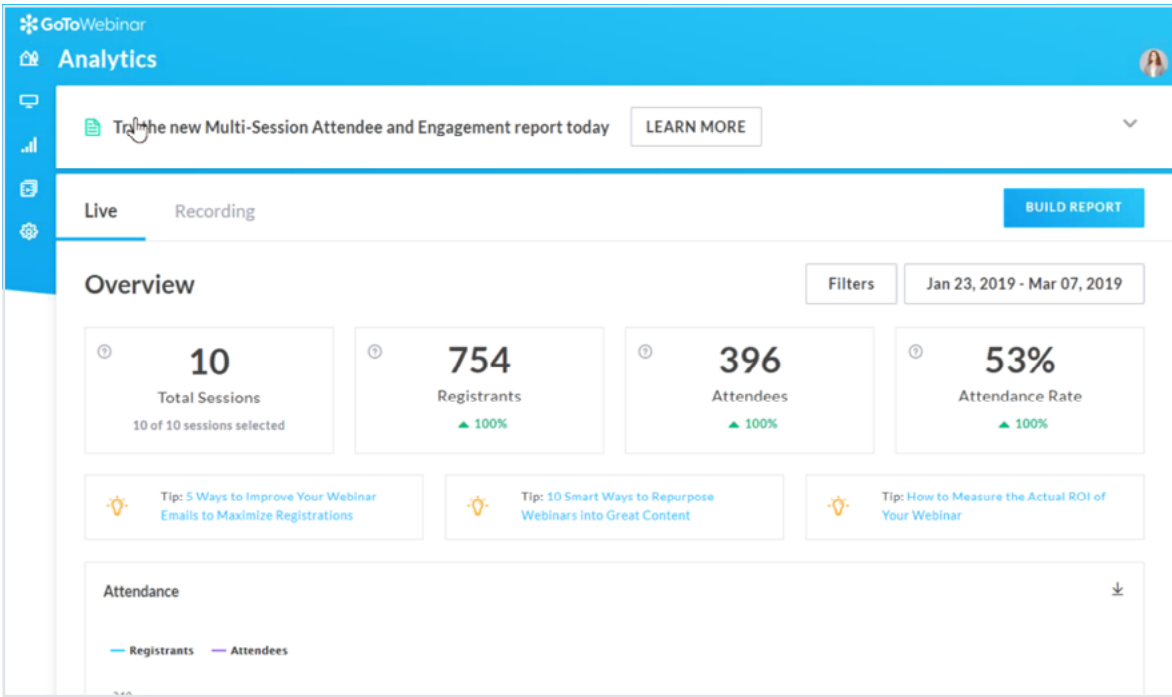 GoToWebinar
Analytics
the new Multi-Session Attendee and Engagement report today
LEARN MORE
Live
Recording
BUILD REPORT
Overview
Filters
Jan 23, 2019 - Mar 07, 2019
10
Total Sessions
10 of 10 sessions selected
754
Registrants
100%
396
Attendees
100%
53%
Attendance Rate
100%
Tip: 5 Ways to Improve Your Webinar
Emails to Maximize Registrations
Tip: 10 Smart Ways to Repurpose
Webinars into Great Content
Tip: How to Measure the Actual ROI of
Your Webinar
Attendance
Registrants
Attendees